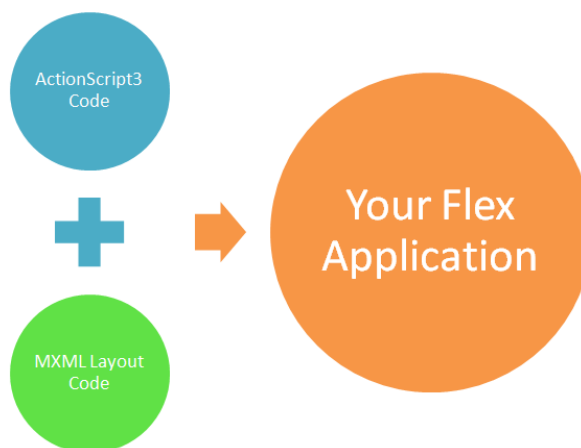 ActionScript3
Code
MXML Layout
Code
Your Flex
Application